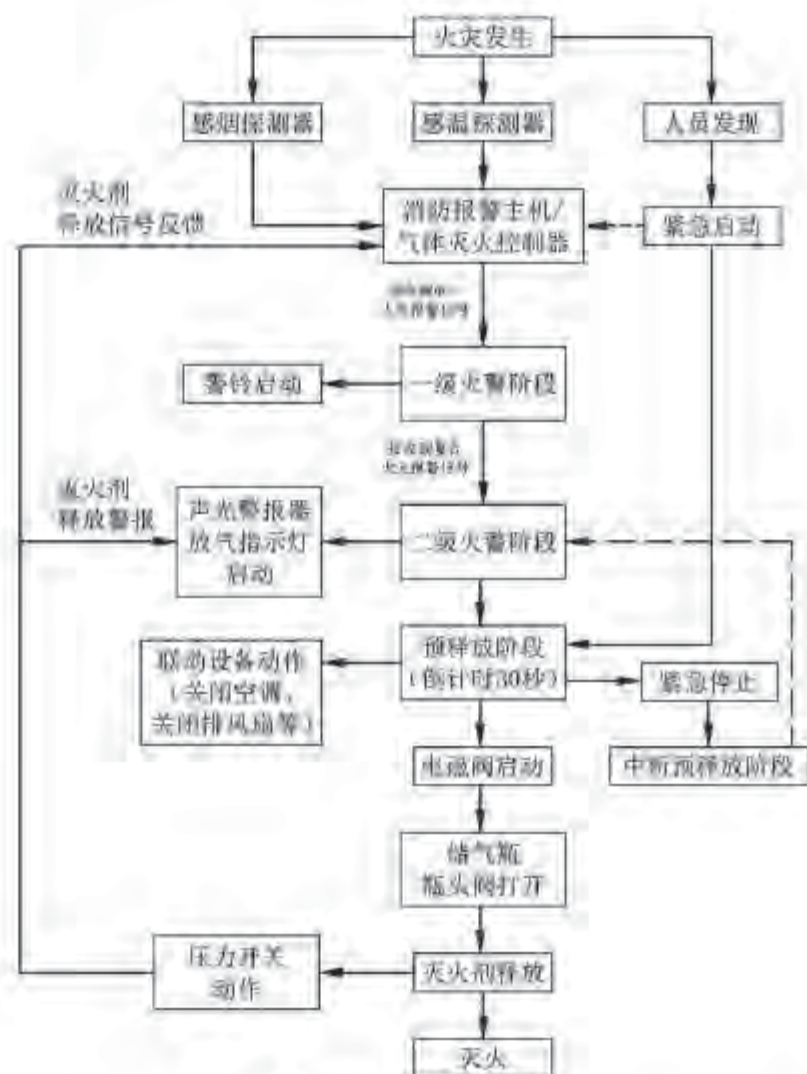 火灾发生
感烟探测器
感温探测器
人员发现
灭火剂
释放信号反馈
消防报警主机/
气体灭火控制器
紧急启动
警铃启动
一级火警阶段
灭火剂
释放警报
声光警报器
放气指示灯
启动
二级火警阶段
联动设备动作
(关闭空调、
关闭排风扇等)
预释放阶段
(倒计时30秒)
紧急停止
电磁阀启动
中断预释放阶段
储气瓶
瓶头阀打开
压力开关
动作
灭火剂释放
灭火